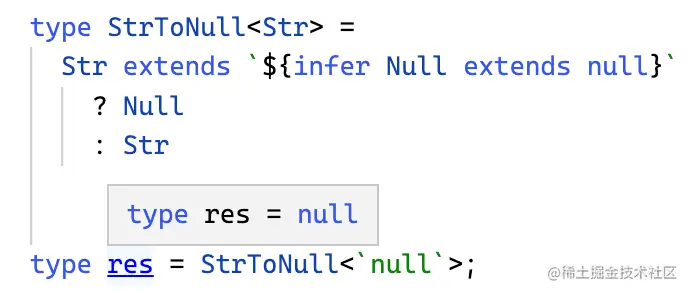 type StrToNull<Str> =
Str extends `${infer Null extends null}`
? Null
: Str
type res = null
type res = StrToNull<`null`>;
@稀土掘金技术社区